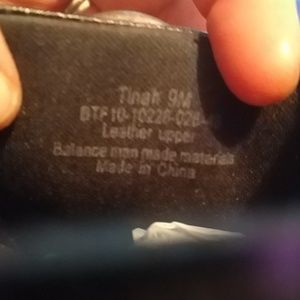 Tinah 9M
BTF10-10226-028
Leather upper
Balance man made materials
Made in China